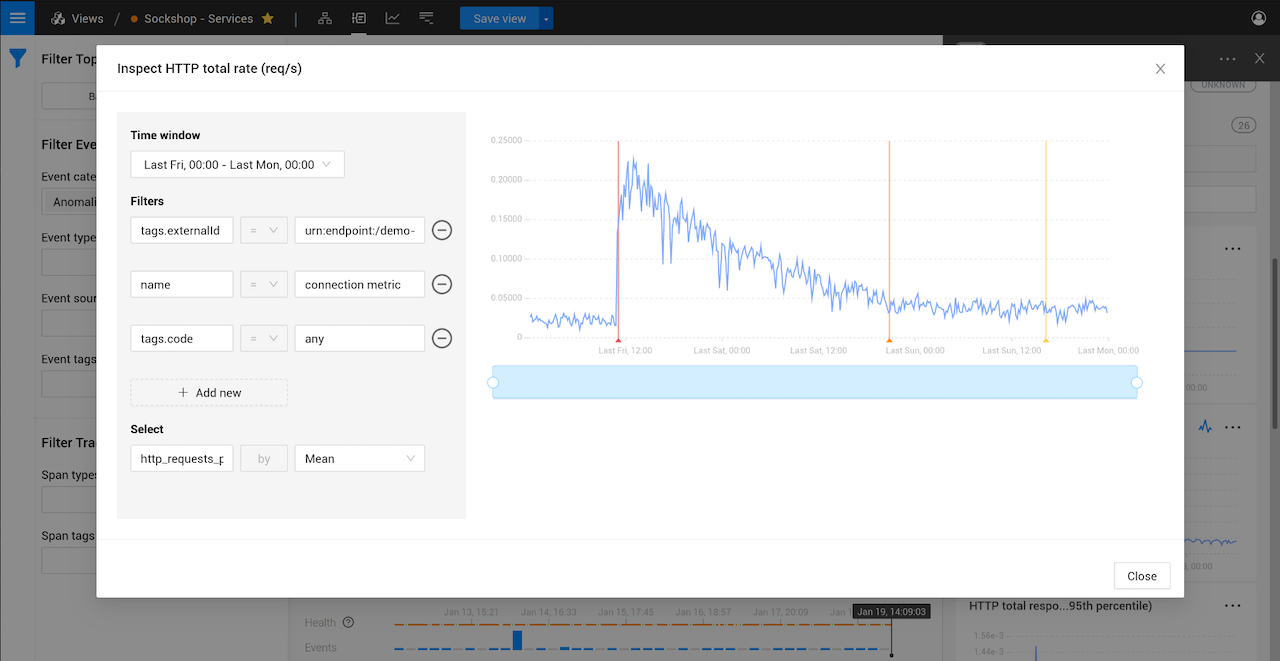 Views / Sockshop - Services Save view
Filter Top
Ba
Filter Eve
Event cate
Anomali
Event type
Event sour
Event tags
Filter Tra
Span types
Span tags
Inspect HTTP total rate (req/s)
Time window
Last Fri, 00:00 - Last Mon, 00:00
Filters
tags.externalId = urn:endpoint:/demo-
name = connection metric
tags.code = any
+ Add new
Select
http_requests_p by Mean
0.25000
0.20000
0.15000
0.10000
0.05000
0
Last Fri, 12:00 Last Sat, 00:00 Last Sat, 12:00 Last Sun, 00:00 Last Sun, 12:00 Last Mon, 00:00
Close
UNKNOWN
26
00:00
, 00:00
HTTP total respo...95th percentile)
1.56e-3
1.44e-3
Jan 13, 15:21 Jan 14, 16:33 Jan 15, 17:45 Jan 16, 18:57 Jan 17, 20:09 Jan 1 Jan 19, 14:09:03
Health
Events